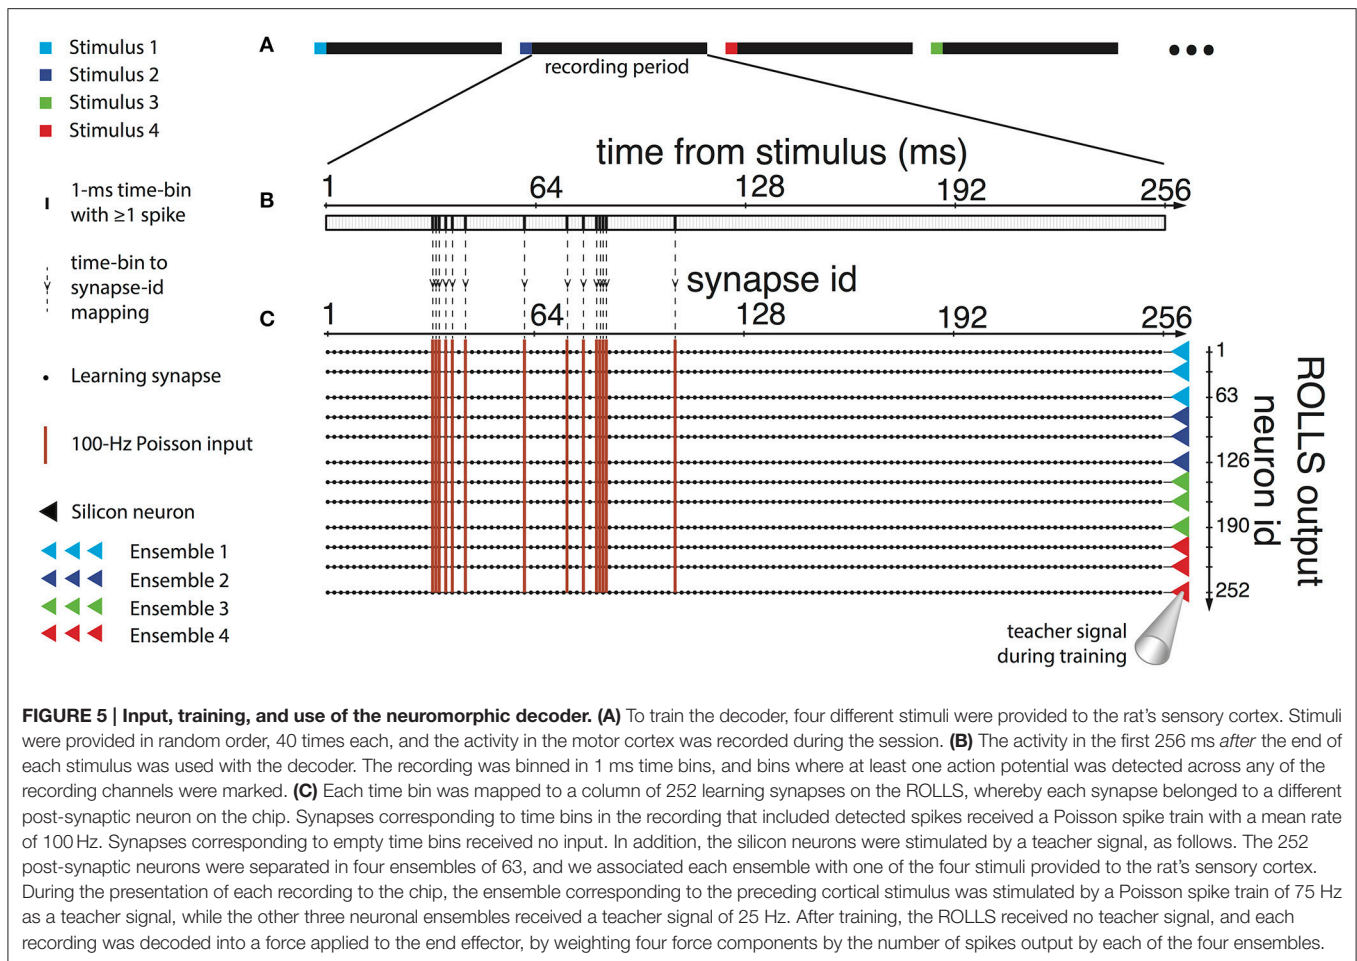 Stimulus 1
Stimulus 2
Stimulus 3
Stimulus 4
1-ms time-bin
with ≥1 spike
time-bin to
synapse-id
mapping
Learning synapse
100-Hz Poisson input
Silicon neuron
Ensemble 1
Ensemble 2
Ensemble 3
Ensemble 4
A
recording period
time from stimulus (ms)
B
1 64 128 192 256
synapse id
C
1 64 128 192 256
1
63
126
190
252
neuron id
ROLLS output
teacher signal
during training
FIGURE 5 | Input, training, and use of the neuromorphic decoder. (A) To train the decoder, four different stimuli were provided to the rat's sensory cortex. Stimuli
were provided in random order, 40 times each, and the activity in the motor cortex was recorded during the session. (B) The activity in the first 256 ms after the end of
each stimulus was used with the decoder. The recording was binned in 1 ms time bins, and bins where at least one action potential was detected across any of the
recording channels were marked. (C) Each time bin was mapped to a column of 252 learning synapses on the ROLLS, whereby each synapse belonged to a different
post-synaptic neuron on the chip. Synapses corresponding to time bins in the recording that included detected spikes received a Poisson spike train with a mean rate
of 100 Hz. Synapses corresponding to empty time bins received no input. In addition, the silicon neurons were stimulated by a teacher signal, as follows. The 252
post-synaptic neurons were separated in four ensembles of 63, and we associated each ensemble with one of the four stimuli provided to the rat's sensory cortex.
During the presentation of each recording to the chip, the ensemble corresponding to the preceding cortical stimulus was stimulated by a Poisson spike train of 75 Hz
as a teacher signal, while the other three neuronal ensembles received a teacher signal of 25 Hz. After training, the ROLLS received no teacher signal, and each
recording was decoded into a force applied to the end effector, by weighting four force components by the number of spikes output by each of the four ensembles.